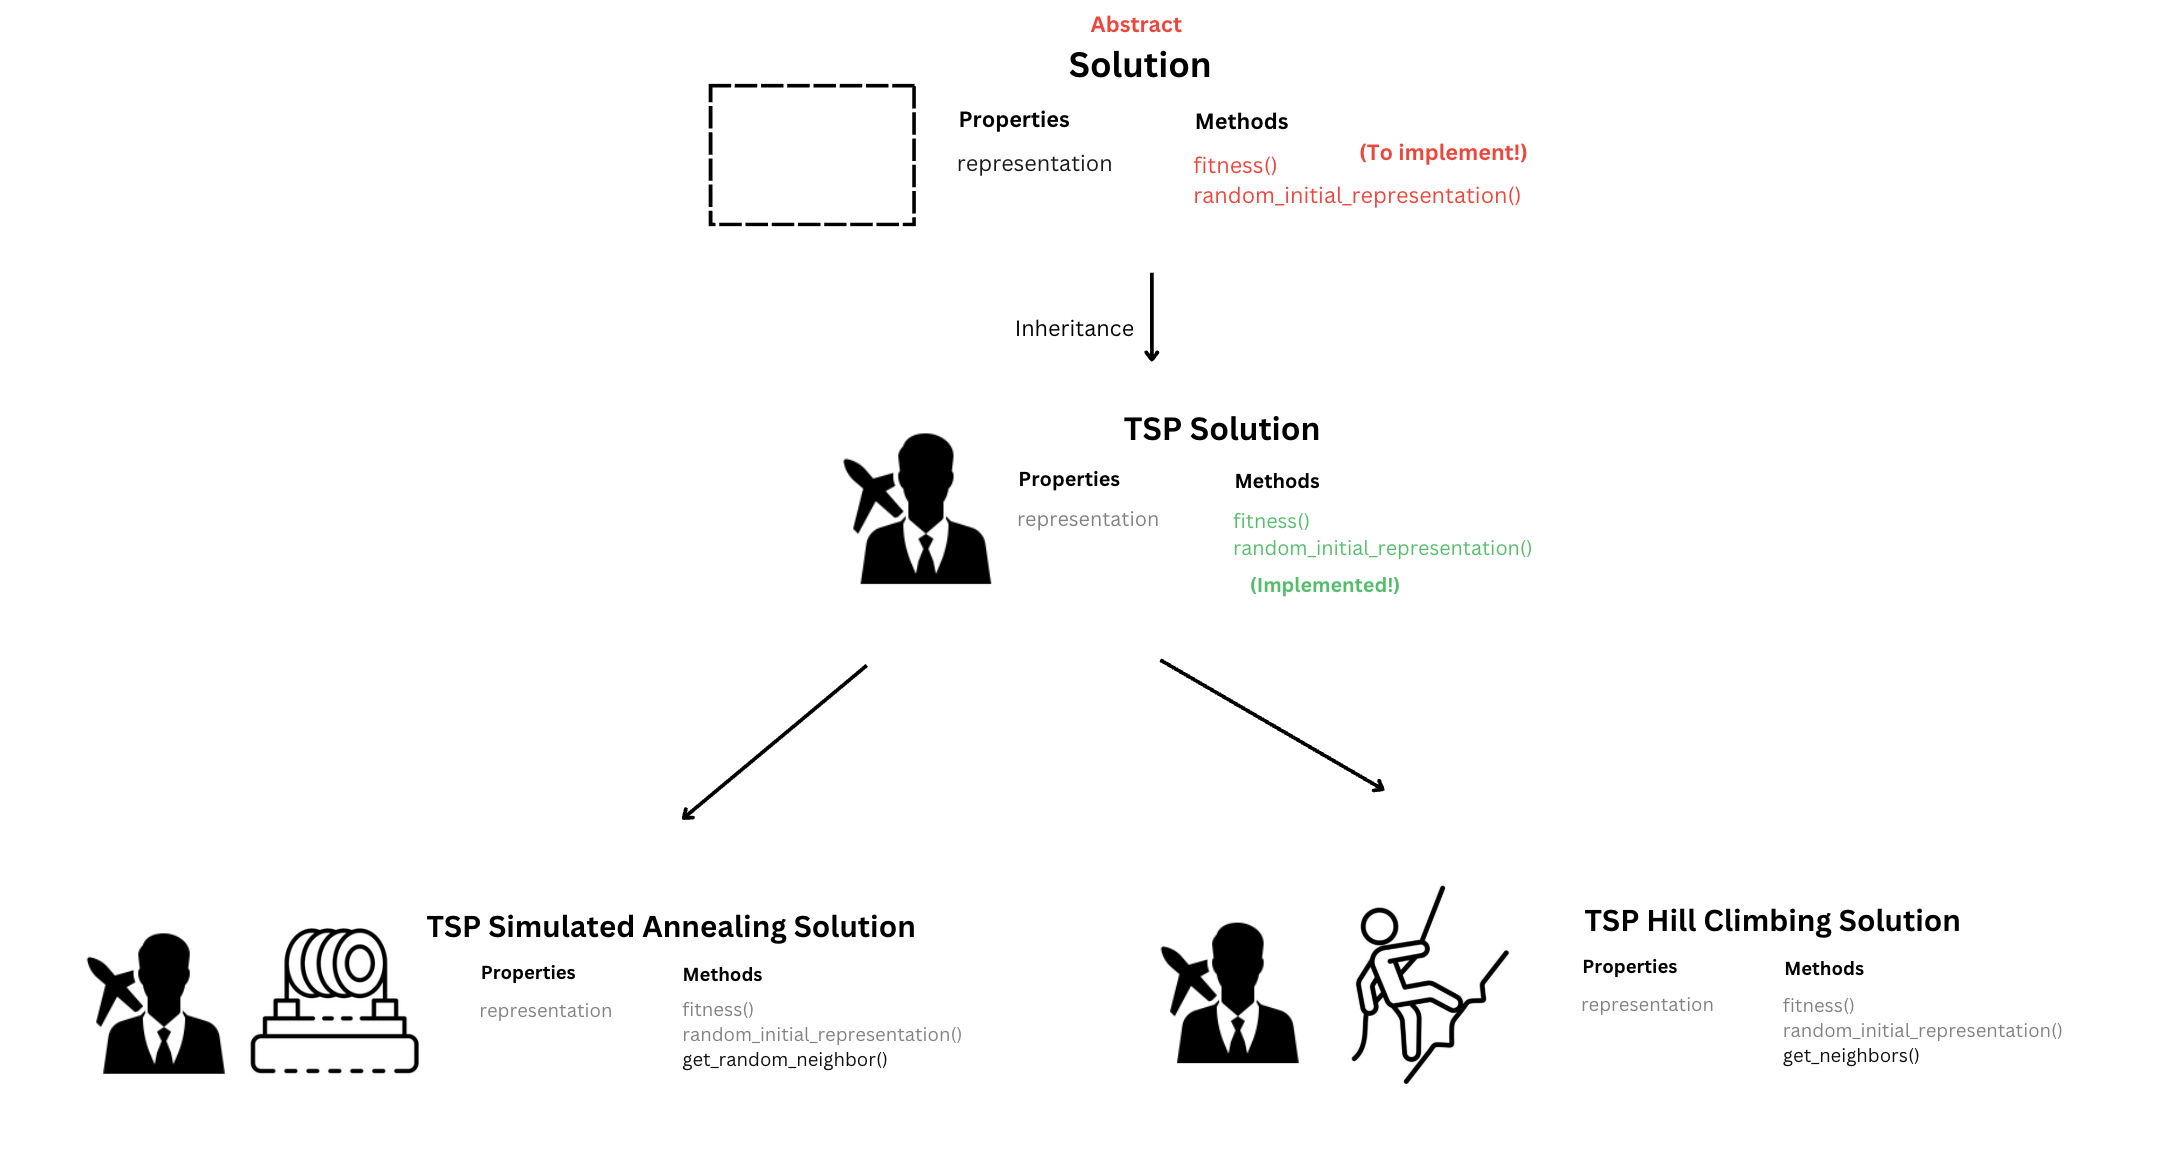 Abstract
Solution
Properties
representation
Methods
(To implement!)
fitness()
random_initial_representation()
Inheritance
TSP Solution
Properties
representation
Methods
fitness()
random_initial_representation()
(Implemented!)
TSP Simulated Annealing Solution
Properties
representation
Methods
fitness()
random_initial_representation()
get_random_neighbor()
TSP Hill Climbing Solution
Properties
representation
Methods
fitness()
random_initial_representation()
get_neighbors()